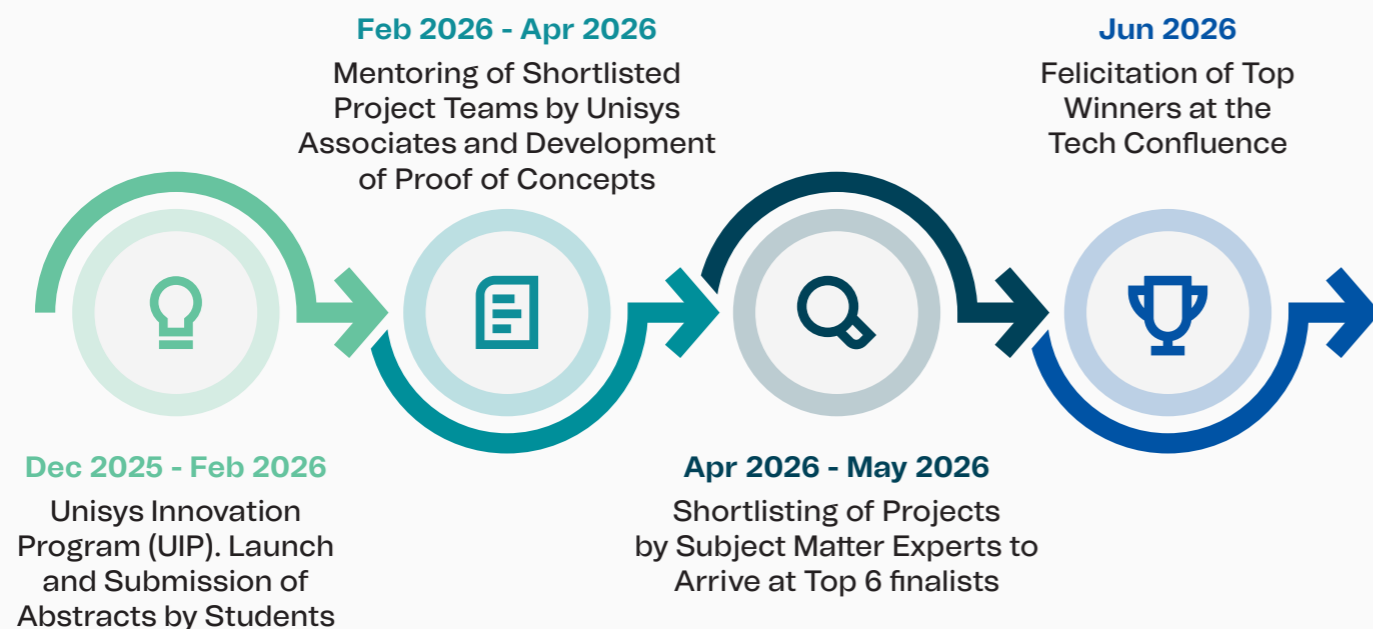 Feb 2026 - Apr 2026
Mentoring of Shortlisted
Project Teams by Unisys
Associates and Development
of Proof of Concepts
Jun 2026
Felicitation of Top
Winners at the
Tech Confluence
Dec 2025 - Feb 2026
Unisys Innovation
Program (UIP). Launch
and Submission of
Abstracts by Students
Apr 2026 - May 2026
Shortlisting of Projects
by Subject Matter Experts to
Arrive at Top 6 finalists